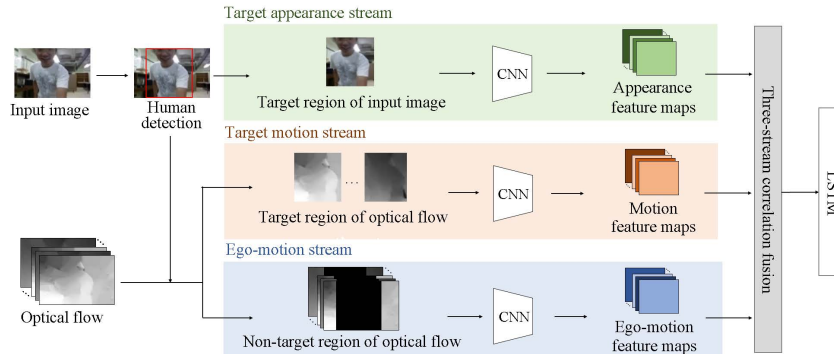 Target appearance stream
Input image
Human
detection
Target region of input image
CNN
Appearance
feature maps
Target motion stream
...
Target region of optical flow
CNN
Motion
feature maps
Optical flow
Ego-motion stream
Non-target region of optical flow
CNN
Ego-motion
feature maps
Three-stream correlation fusion
LSTM